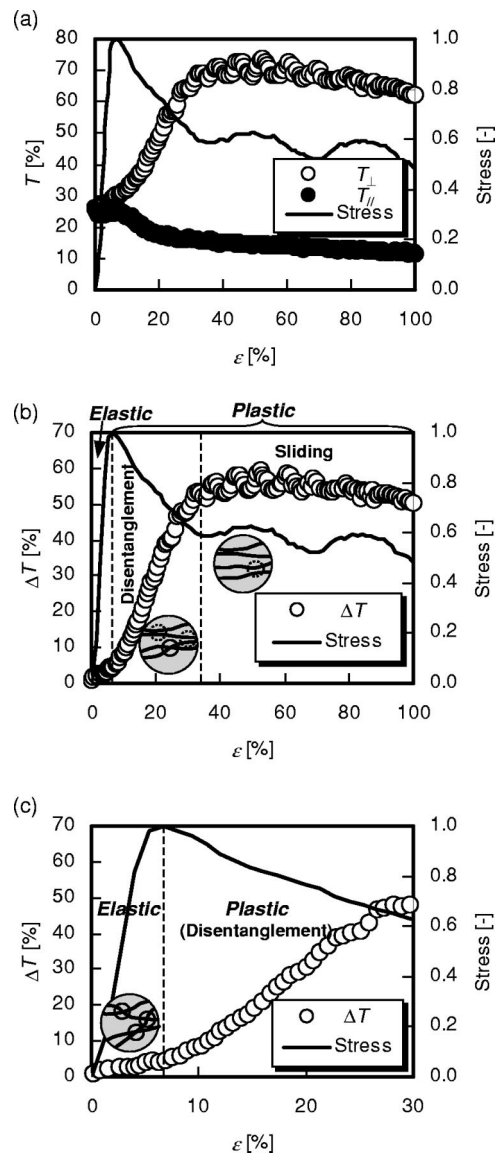 (a)
80
70
60
50
40
30
20
10
0
T [%]
1.0
0.8
0.6
0.4
0.2
0.0
Stress [-]
T⊥
T//
Stress
0 20 40 60 80 100
ε [%]
(b)
Elastic
Plastic
70
60
50
40
30
20
10
0
ΔT [%]
Disentanglement
Sliding
1.0
0.8
0.6
0.4
0.2
0.0
Stress [-]
ΔT
Stress
0 20 40 60 80 100
ε [%]
(c)
70
60
50
40
30
20
10
0
ΔT [%]
Elastic
Plastic
(Disentanglement)
1.0
0.8
0.6
0.4
0.2
0.0
Stress [-]
ΔT
Stress
0 10 20 30
ε [%]